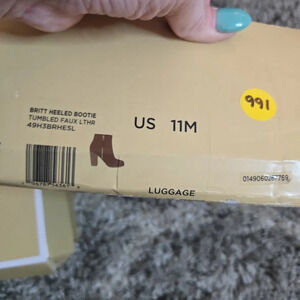 BRITT HEELED BOOTIE
TUMBLED FAUX LTHR
49H3BRHESL
US 11M
991
LUGGAGE